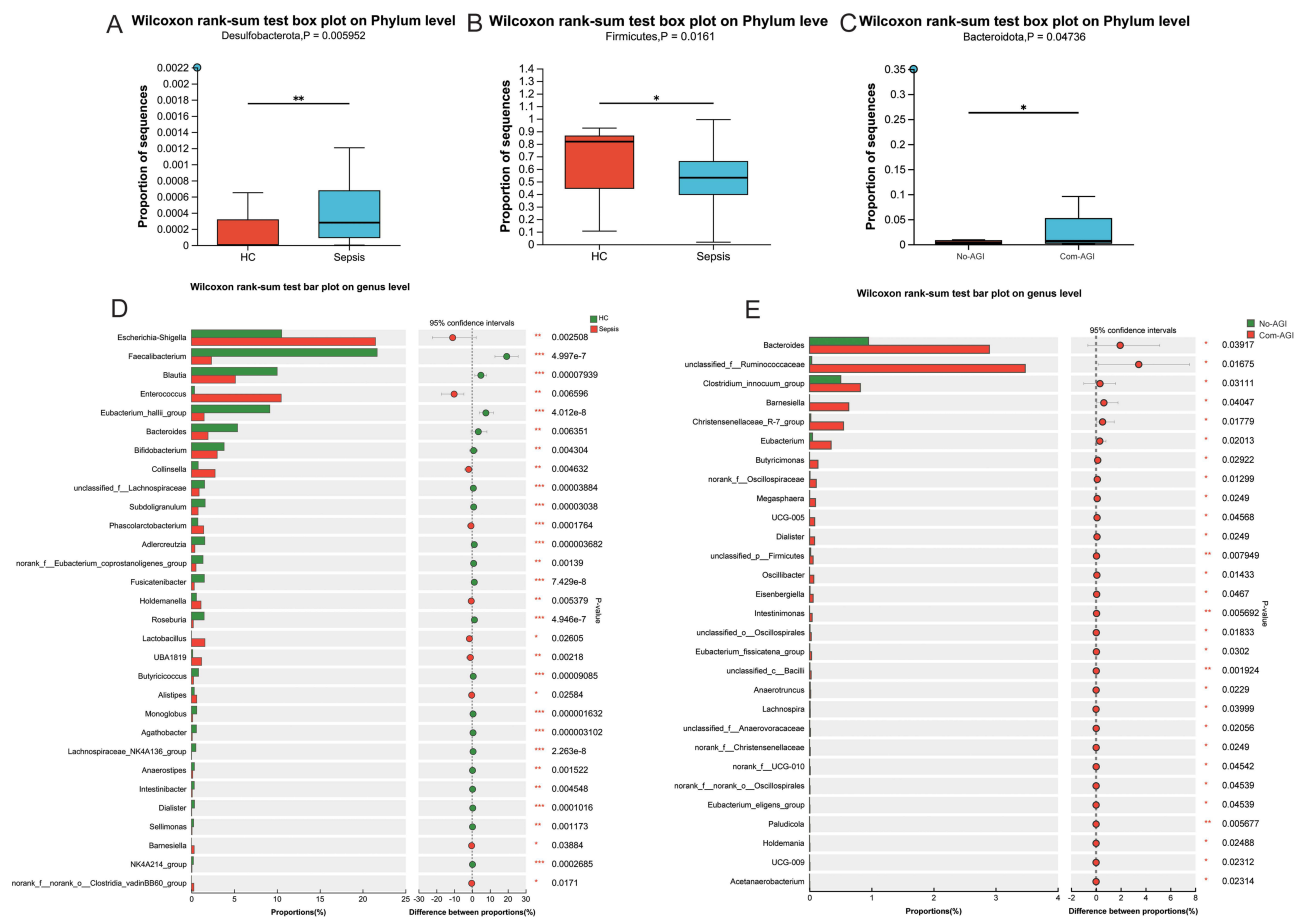 A
Wilcoxon rank-sum test box plot on Phylum level
Desulfobacterota,P = 0.005952
Proportion of sequences
0.0022
0.002
0.0018
0.0016
0.0014
0.0012
0.001
0.0008
0.0006
0.0004
0.0002
0
**
HC
Sepsis
B
Wilcoxon rank-sum test box plot on Phylum leve
Firmicutes,P = 0.0161
Proportion of sequences
1.4
1.3
1.2
1.1
1
0.9
0.8
0.7
0.6
0.5
0.4
0.3
0.2
0.1
0
*
HC
Sepsis
C
Wilcoxon rank-sum test box plot on Phylum level
Bacteroidota,P = 0.04736
Proportion of sequences
0.35
0.3
0.25
0.2
0.15
0.1
0.05
0
*
No-AGI
Com-AGI
D
Wilcoxon rank-sum test bar plot on genus level
95% confidence intervals
HC
Sepsis
Escherichia-Shigella ** 0.002508
Faecalibacterium *** 4.997e-7
Blautia *** 0.00007939
Enterococcus ** 0.006596
Eubacterium_hallii_group *** 4.012e-8
Bacteroides ** 0.006351
Bifidobacterium ** 0.004304
Collinsella ** 0.004632
unclassified_f__Lachnospiraceae *** 0.00003884
Subdoligranulum *** 0.00003038
Phascolarctobacterium *** 0.0001764
Adlercreutzia *** 0.000003682
norank_f__Eubacterium_coprostanoligenes_group ** 0.00139
Fusicatenibacter *** 7.429e-8
Holdemanella ** 0.005379
Roseburia *** 4.946e-7
Lactobacillus * 0.02605
UBA1819 ** 0.00218
Butyricicoccus *** 0.00009085
Alistipes * 0.02584
Monoglobus *** 0.000001632
Agathobacter *** 0.000003102
Lachnospiraceae_NK4A136_group *** 2.263e-8
Anaerostipes ** 0.001522
Intestinibacter ** 0.004548
Dialister *** 0.0001016
Sellimonas ** 0.001173
Barnesiella * 0.03884
NK4A214_group *** 0.0002685
norank_f__norank_o__Clostridia_vadinBB60_group * 0.0171
P-value
0 5 10 15 20 25
-30 -20 -10 0 10 20 30
Proportions(%)
Difference between proportions(%)
E
Wilcoxon rank-sum test bar plot on genus level
95% confidence intervals
No-AGI
Com-AGI
Bacteroides * 0.03917
unclassified_f__Ruminococcaceae * 0.01675
Clostridium_innocuum_group * 0.03111
Barnesiella * 0.04047
Christensenellaceae_R-7_group * 0.01779
Eubacterium * 0.02013
Butyricimonas * 0.02922
norank_f__Oscillospiraceae * 0.01299
Megasphaera * 0.0249
UCG-005 * 0.04568
Dialister * 0.0249
unclassified_p__Firmicutes ** 0.007949
Oscillibacter * 0.01433
Eisenbergiella * 0.0467
Intestinimonas ** 0.005692
unclassified_o__Oscillospirales * 0.01833
Eubacterium_fissicatena_group * 0.0302
unclassified_c__Bacilli ** 0.001924
Anaerotruncus * 0.0229
Lachnospira * 0.03999
unclassified_f__Anaerovoracaceae * 0.02056
norank_f__Christensenellaceae * 0.0249
norank_f__UCG-010 * 0.04542
norank_f__norank_o__Oscillospirales * 0.04539
Eubacterium_eligens_group * 0.04539
Paludicola ** 0.005677
Holdemania * 0.02488
UCG-009 * 0.02312
Acetanaerobacterium * 0.02314
P-value
0 1 2 3 4
-2 0 2 4 6 8
Proportions(%)
Difference between proportions(%)